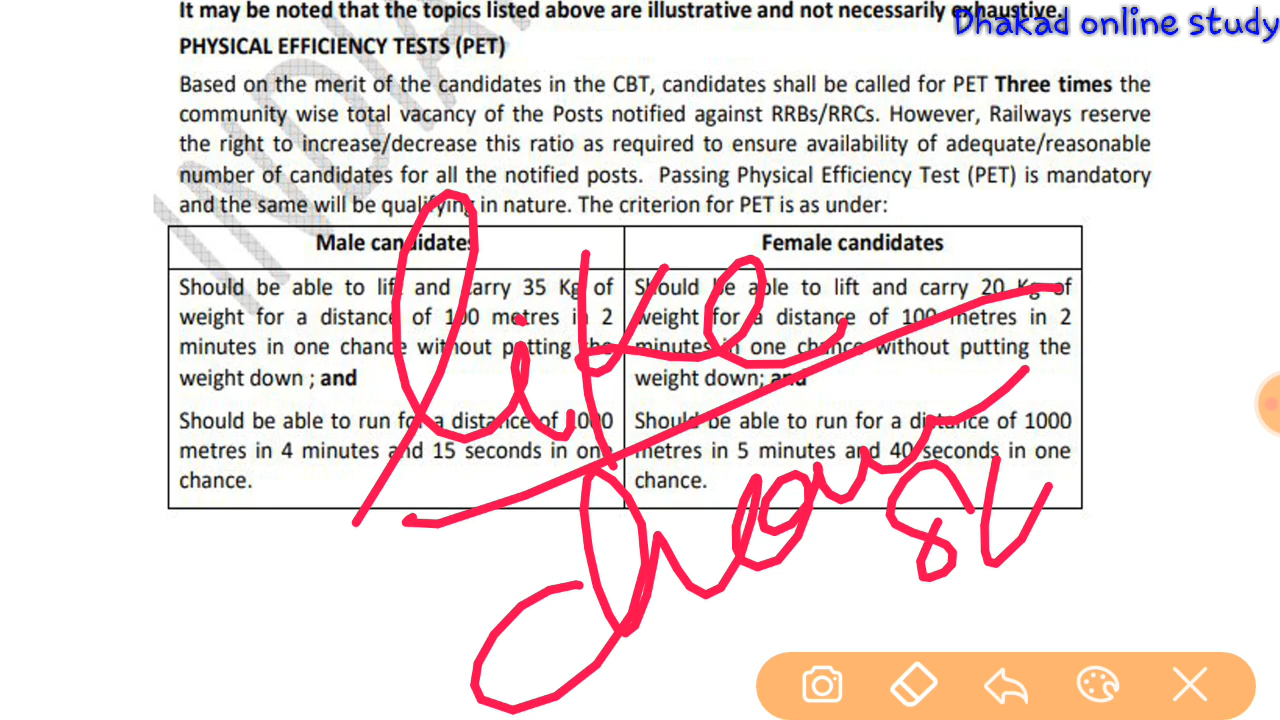 It may be noted that the topics listed above are illustrative and not necessarily exhaustive.
Dhakad online study
PHYSICAL EFFICIENCY TESTS (PET)
Based on the merit of the candidates in the CBT, candidates shall be called for PET Three times the
community wise total vacancy of the Posts notified against RRBs/RRCs. However, Railways reserve
the right to increase/decrease this ratio as required to ensure availability of adequate/reasonable
number of candidates for all the notified posts. Passing Physical Efficiency Test (PET) is mandatory
and the same will be qualifying in nature. The criterion for PET is as under:
Male candidates
Should be able to lift and carry 35 Kg of
weight for a distance of 100 metres in 2
minutes in one chance without putting the
weight down ; and
Should be able to run for a distance of 1000
metres in 4 minutes and 15 seconds in one
chance.
Female candidates
Should be able to lift and carry 20 Kg of
weight for a distance of 100 metres in 2
minutes in one chance without putting the
weight down; and
Should be able to run for a distance of 1000
metres in 5 minutes and 40 seconds in one
chance.
like
INDIA